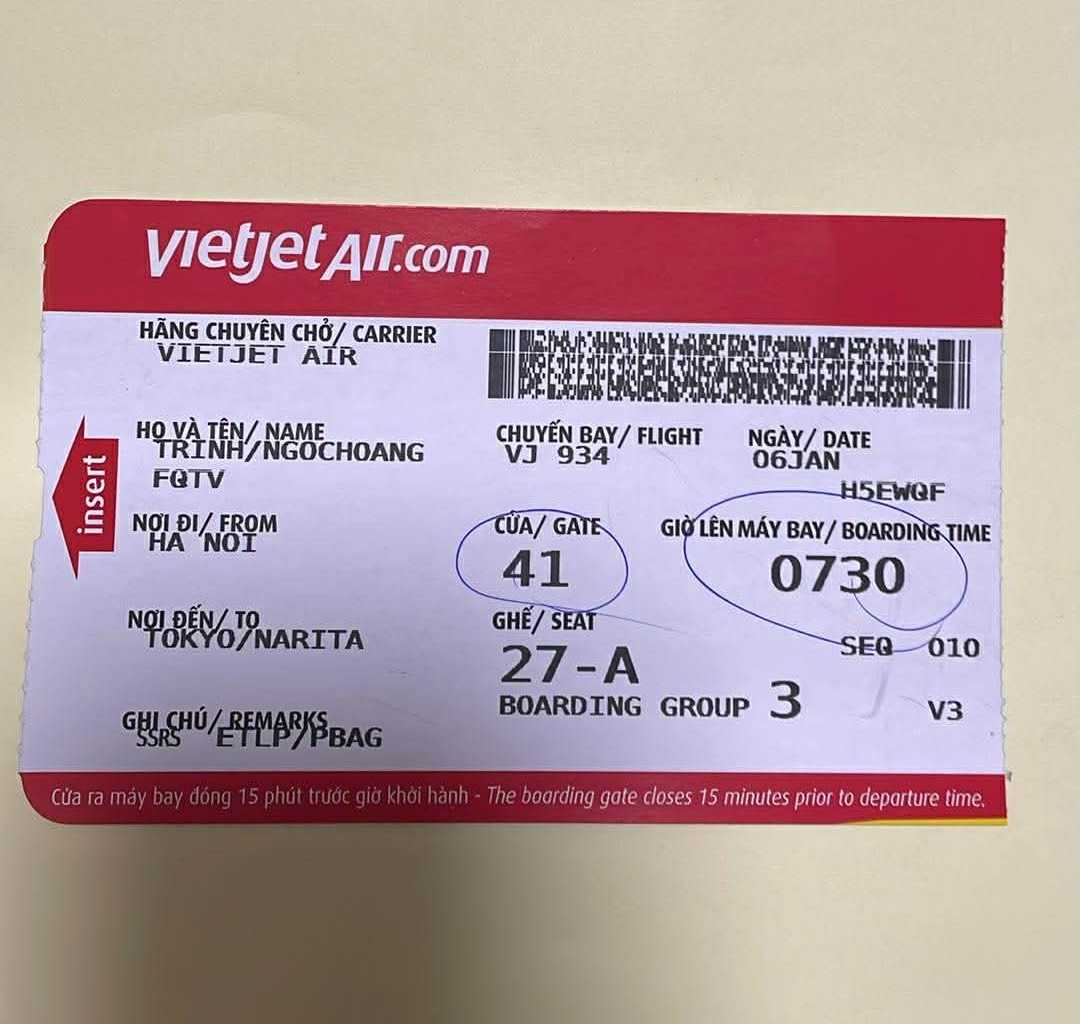 vietjet Air.com
HÃNG CHUYÊN CHỞ/ CARRIER
VIETJET AIR
HỌ VÀ TÊN/ NAME
TRINH/NGOCHOANG
FQTV
CHUYẾN BAY/ FLIGHT
VJ 934
NGÀY/ DATE
06JAN
H5EWQF
insert
NƠI ĐI/ FROM
HA NOI
CỬA/ GATE
41
GIỜ LÊN MÁY BAY/ BOARDING TIME
0730
NƠI ĐẾN/ TO
TOKYO/NARITA
GHẾ/ SEAT
27-A
SEQ 010
BOARDING GROUP 3
V3
GHI CHÚ/ REMARKS
SSRS ETLP/PBAG
Cửa ra máy bay đóng 15 phút trước giờ khởi hành - The boarding gate closes 15 minutes prior to departure time.